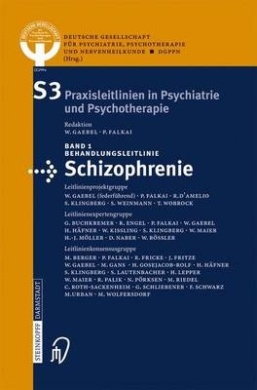 DEUTSCHE GESELLSCHAFT
FÜR PSYCHIATRIE, PSYCHOTHERAPIE
UND NERVENHEILKUNDE • DGPPN
(Hrsg.)
DGPPN
S3 Praxisleitlinien in Psychiatrie
und Psychotherapie
Redaktion
W. GAEBEL • P. FALKAI
BAND 1
BEHANDLUNGSLEITLINIE
Schizophrenie
Leitlinienprojektgruppe
W. GAEBEL (federführend) • P. FALKAI • R. D'AMELIO
S. KLINGBERG • S. WEINMANN • T. WOBROCK
Leitlinienexpertengruppe
G. BUCHKREMER • R. ENGEL • P. FALKAI • W. GAEBEL
H. HÄFNER • W. KISSLING • S. KLINGBERG • W. MAIER
H.-J. MÖLLER • D. NABER • W. RÖSSLER
Leitlinienkonsensusgruppe
M. BERGER • P. FALKAI • R. FRICKE • J. FRITZE
W. GAEBEL • M. GANS • H. GOSEJACOB-ROLF • H. HÄFNER
S. KLINGBERG • S. LAUTENBACHER • H. LEPPER
W. MAIER • R. PALIK • N. PÖRKSEN • M. RIEDEL
C. ROTH-SACKENHEIM • G. SCHLIEBENER • F. SCHWARZ
M. URBAN • M. WOLFERSDORF
STEINKOPFF
DARMSTADT